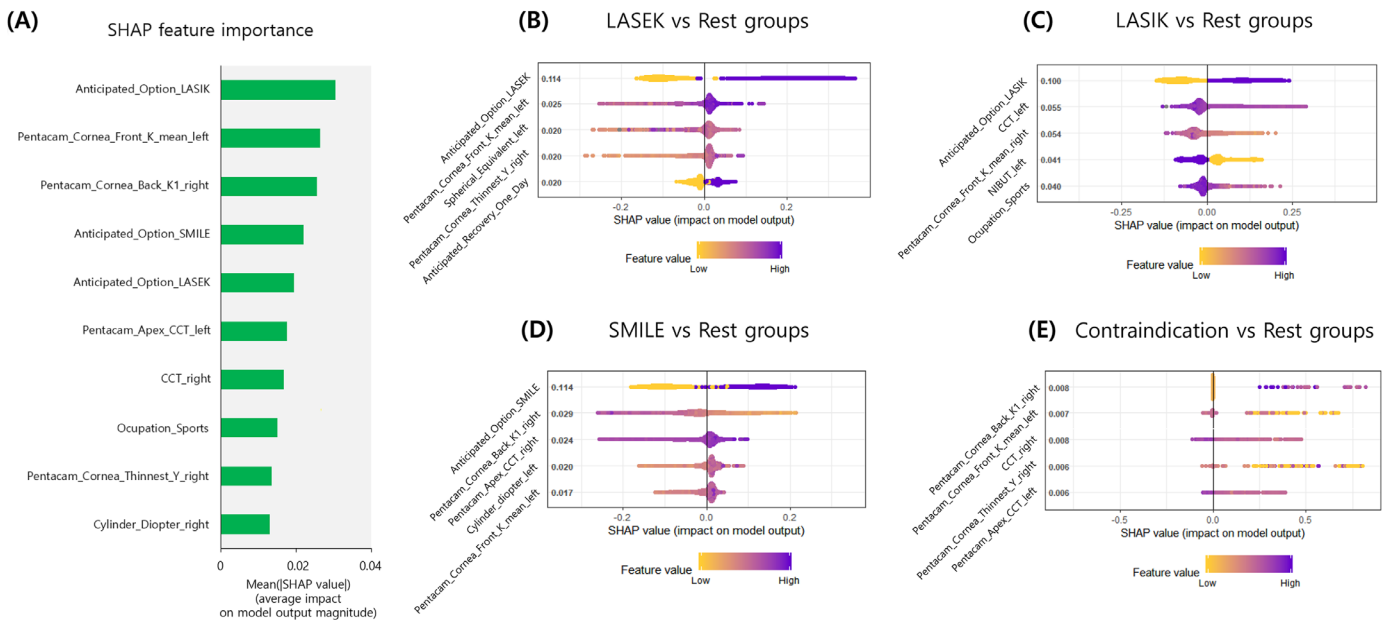 (A)
SHAP feature importance
Anticipated_Option_LASIK
Pentacam_Cornea_Front_K_mean_left
Pentacam_Cornea_Back_K1_right
Anticipated_Option_SMILE
Anticipated_Option_LASEK
Pentacam_Apex_CCT_left
CCT_right
Ocupation_Sports
Pentacam_Cornea_Thinnest_Y_right
Cylinder_Diopter_right
0 0.02 0.04
Mean(|SHAP value|)
(average impact
on model output magnitude)
(B) LASEK vs Rest groups
Anticipated_Option_LASEK 0.114
Pentacam_Cornea_Front_K_mean_left 0.025
Spherical_Equivalent_left 0.020
Pentacam_Cornea_Thinnest_Y_right 0.020
Anticipated_Recovery_One_Day 0.020
-0.2 0.0 0.2
SHAP value (impact on model output)
Feature value
Low High
(C) LASIK vs Rest groups
Anticipated_Option_LASIK 0.100
CCT_left 0.055
Pentacam_Cornea_Front_K_mean_right 0.054
NIBUT_left 0.041
Ocupation_Sports 0.040
-0.25 0.00 0.25
SHAP value (impact on model output)
Feature value
Low High
(D) SMILE vs Rest groups
Anticipated_Option_SMILE 0.114
Pentacam_Cornea_Back_K1_right 0.029
Pentacam_Apex_CCT_right 0.024
Cylinder_diopter_left 0.020
Pentacam_Cornea_Front_K_mean_left 0.017
-0.2 0.0 0.2
SHAP value (impact on model output)
Feature value
Low High
(E) Contraindication vs Rest groups
Pentacam_Cornea_Back_K1_right 0.008
Pentacam_Cornea_Front_K_mean_left 0.007
CCT_right 0.008
Pentacam_Cornea_Thinnest_Y_right 0.006
Pentacam_Apex_CCT_left 0.006
-0.5 0.0 0.5
SHAP value (impact on model output)
Feature value
Low High